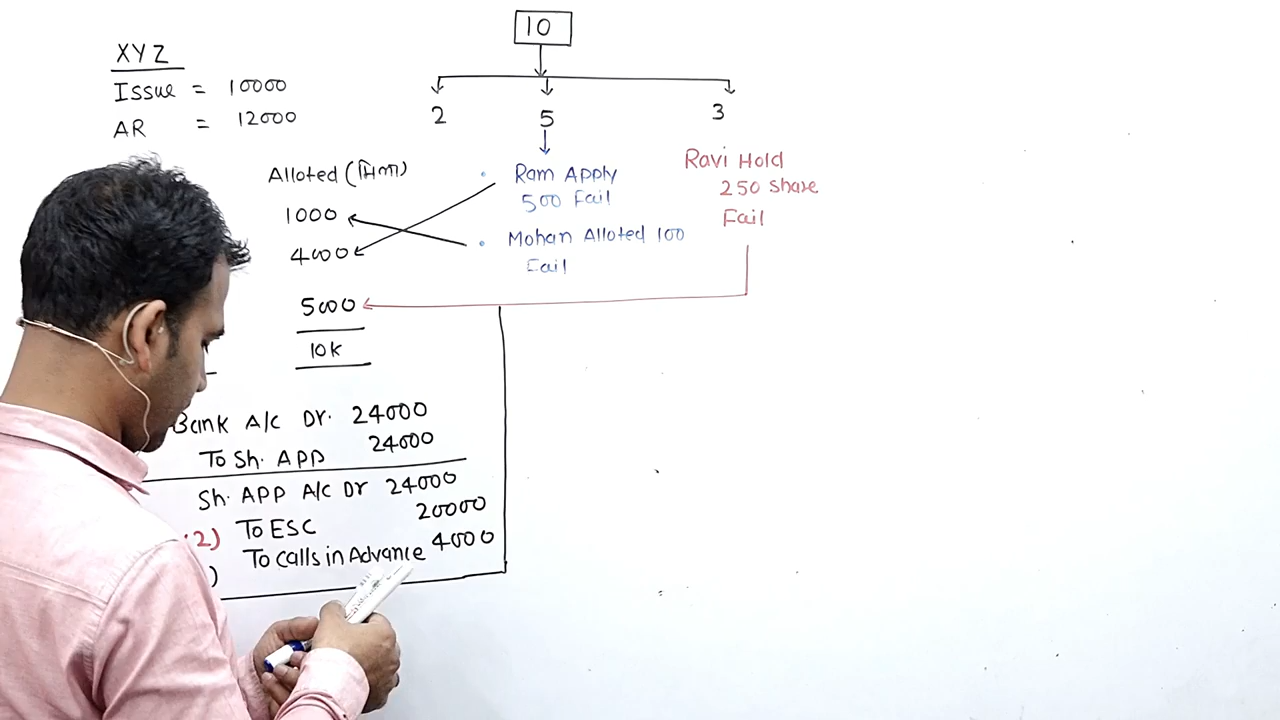 10
XYZ
Issue = 10000
AR = 12000
2 5 3
Alloted (मिला)
1000
4000
5000
10K
Ram Apply
500 Fail
Mohan Alloted 100
Fail
Ravi Hold
250 Share
Fail
Bank A/c Dr. 24000
To Sh. APP 24000
Sh. APP A/c Dr 24000
2) To ESC 20000
) To Calls in Advance 4000